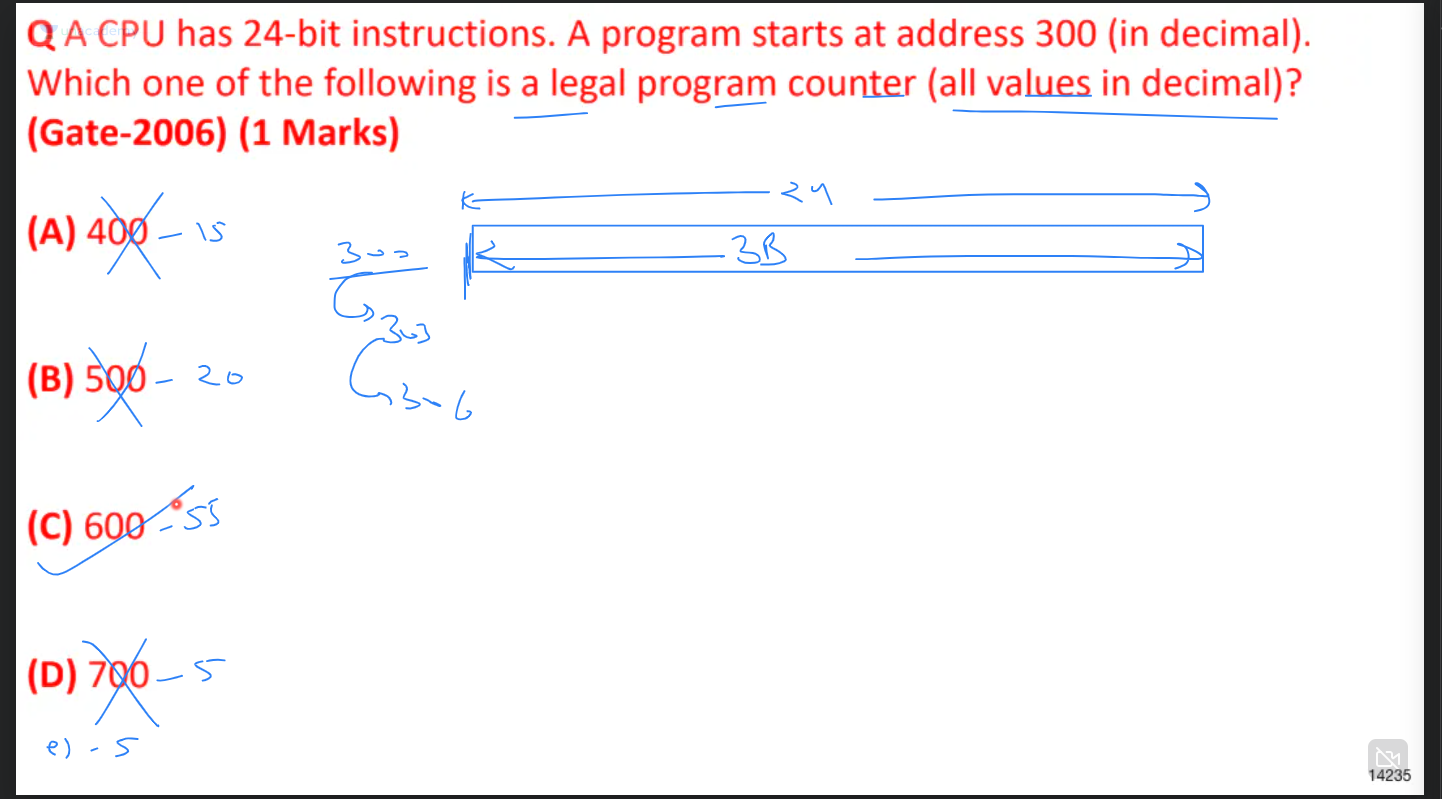 Q A CPU has 24-bit instructions. A program starts at address 300 (in decimal).
Which one of the following is a legal program counter (all values in decimal)?
(Gate-2006) (1 Marks)
24
(A) 400 - 15
300
3B
303
(B) 500 - 20
306
(C) 600 - 55
(D) 700 - 5
e) - 5
14235